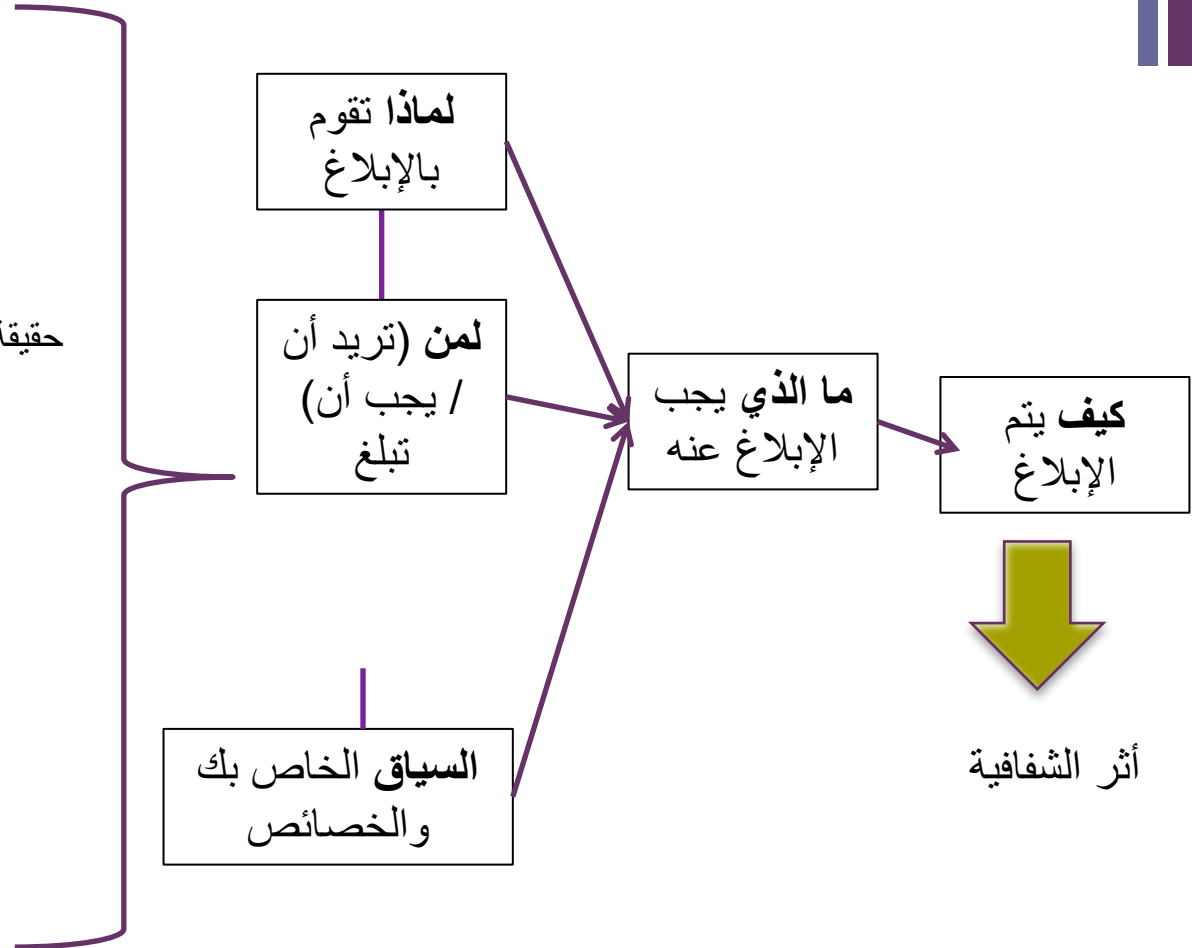 لماذا تقوم
بالإبلاغ
لمن (تريد أن
/ يجب أن)
تبلغ
السياق الخاص بك
والخصائص
ما الذي يجب
الإبلاغ عنه
كيف يتم
الإبلاغ
أثر الشفافية